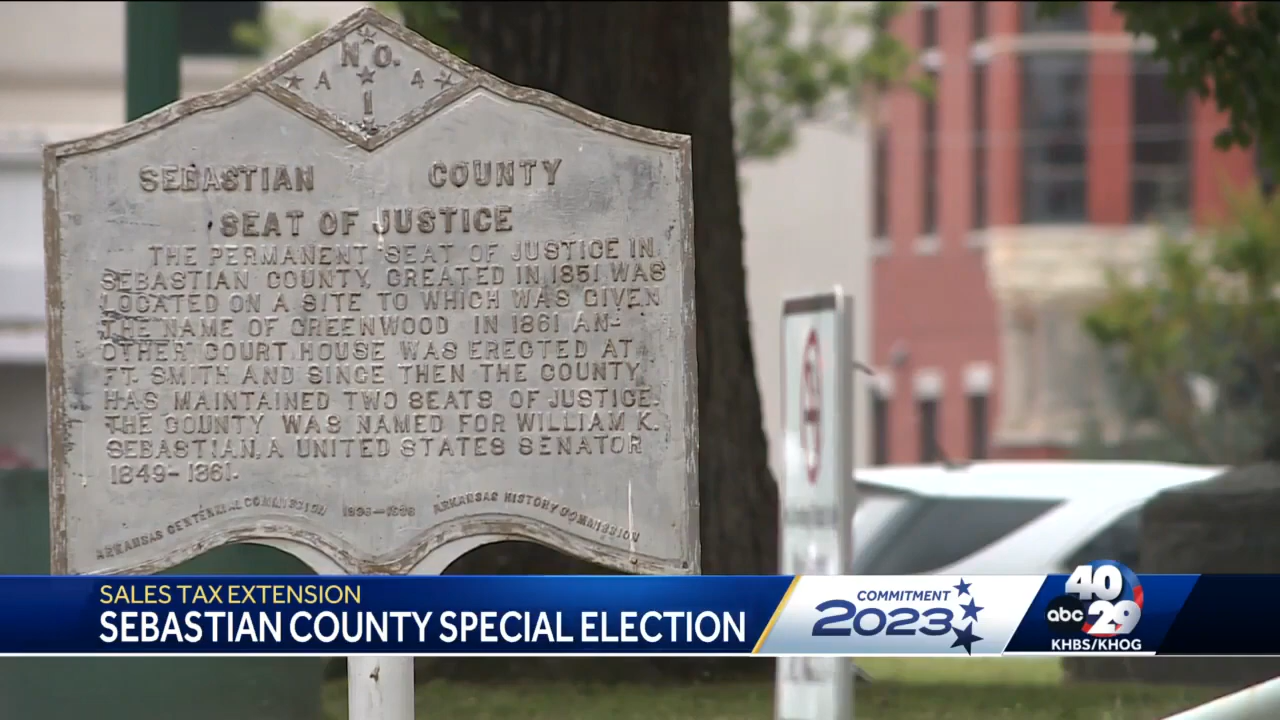 NO.
A A
1
SEBASTIAN COUNTY
SEAT OF JUSTICE
THE PERMANENT SEAT OF JUSTICE IN
SEBASTIAN COUNTY, CREATED IN 1851 WAS
LOCATED ON A SITE TO WHICH WAS GIVEN
THE NAME OF GREENWOOD IN 1861 AN-
OTHER COURT HOUSE WAS ERECTED AT
FT. SMITH AND SINCE THEN THE COUNTY
HAS MAINTAINED TWO SEATS OF JUSTICE.
THE COUNTY WAS NAMED FOR WILLIAM K.
SEBASTIAN, A UNITED STATES SENATOR
1849-1861.
ARKANSAS CENTENNIAL COMMISSION 1836-1936 ARKANSAS HISTORY COMMISSION
SALES TAX EXTENSION
SEBASTIAN COUNTY SPECIAL ELECTION
COMMITMENT
2023
40
abc 29
KHBS/KHOG